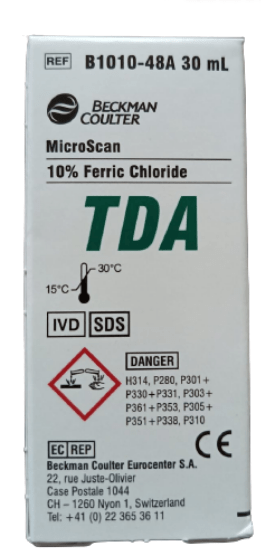 REF B1010-48A 30 mL
BECKMAN
COULTER
MicroScan
10% Ferric Chloride
TDA
30°C
15°C
IVD SDS
DANGER
H314, P280, P301+
P330+P331, P303+
P361+P353, P305+
P351+P338, P310
CE
EC REP
Beckman Coulter Eurocenter S.A.
22, rue Juste-Olivier
Case Postale 1044
CH – 1260 Nyon 1, Switzerland
Tel: +41 (0) 22 365 36 11